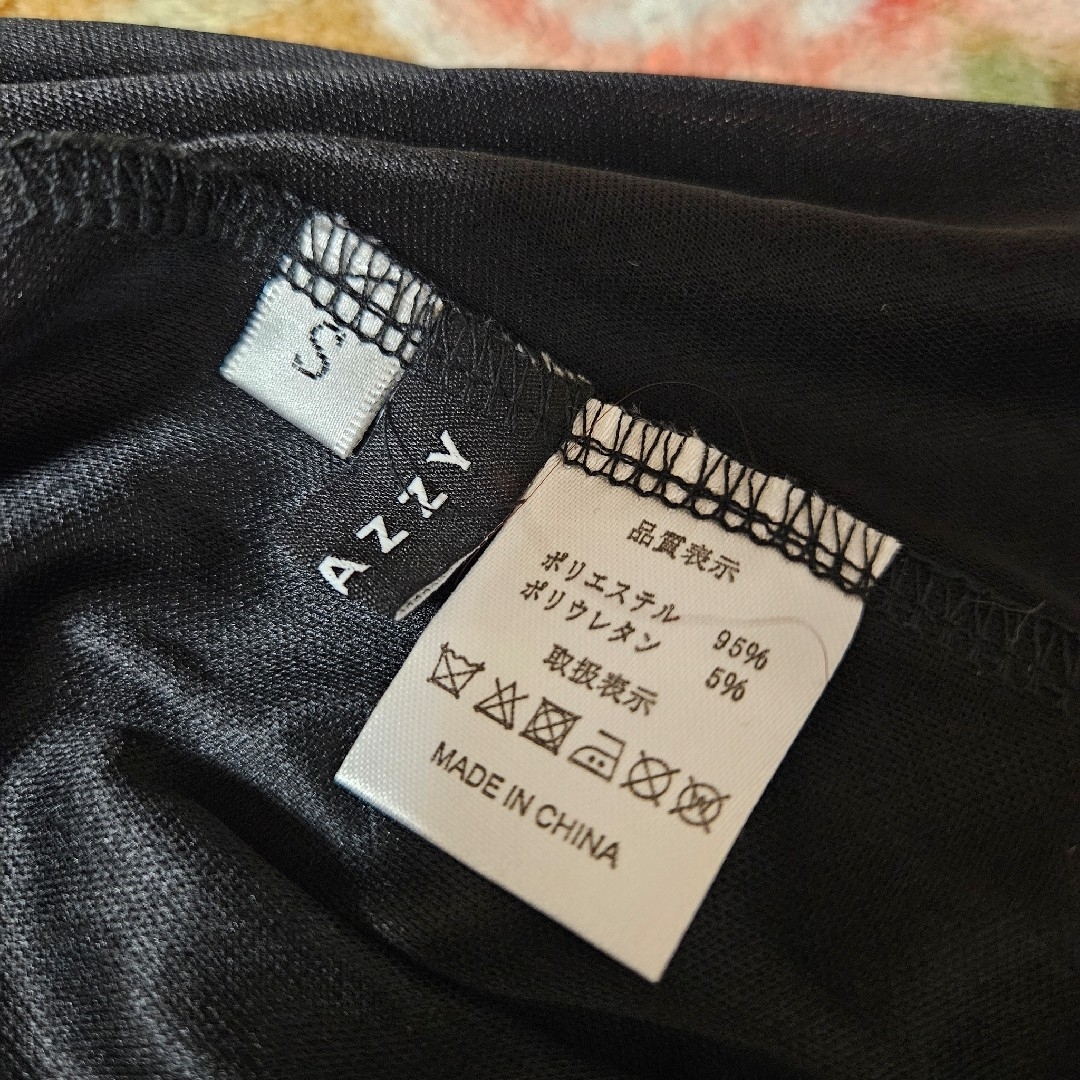 S
AZZY
品質表示
ポリエステル 95%
ポリウレタン 5%
取扱表示
MADE IN CHINA